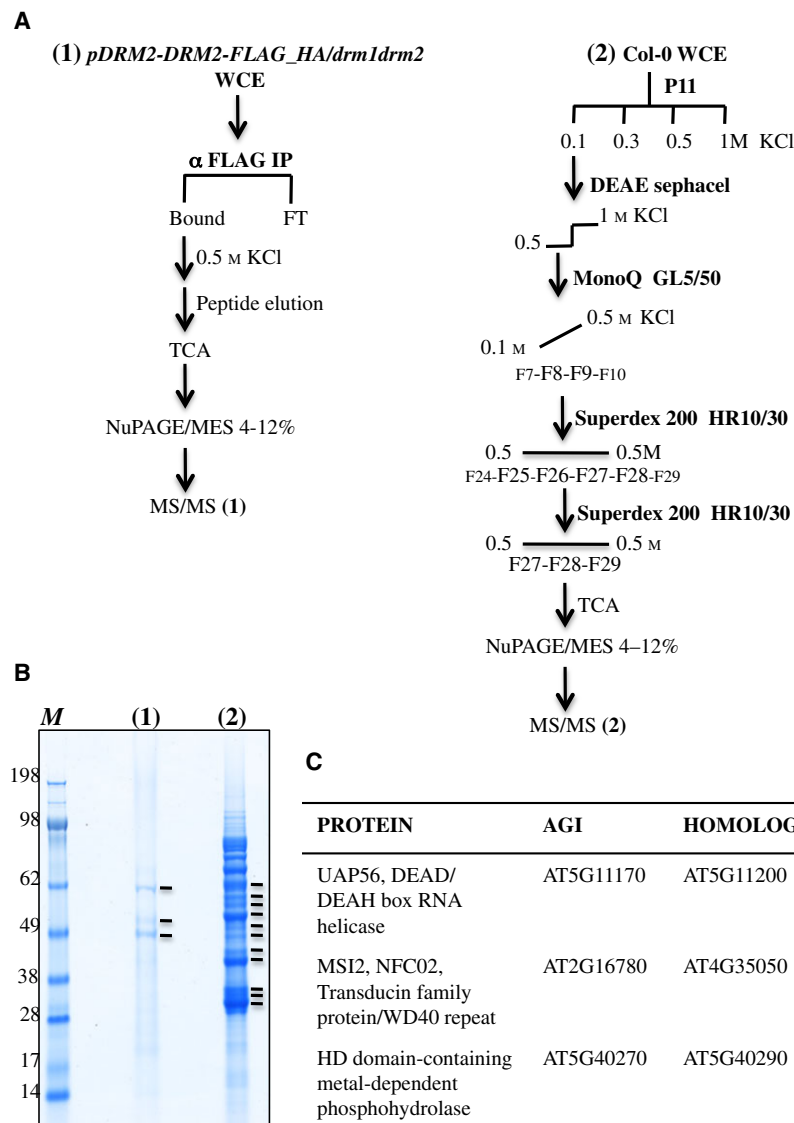 A
(1) pDRM2-DRM2-FLAG_HA/drm1drm2
WCE
α FLAG IP
Bound FT
0.5 M KCl
Peptide elution
TCA
NuPAGE/MES 4-12%
MS/MS (1)
(2) Col-0 WCE
P11
0.1 0.3 0.5 1M KCl
DEAE sephacel
1 M KCl
0.5
MonoQ GL5/50
0.5 M KCl
0.1 M
F7-F8-F9-F10
Superdex 200 HR10/30
0.5 0.5M
F24-F25-F26-F27-F28-F29
Superdex 200 HR10/30
0.5 0.5 M
F27-F28-F29
TCA
NuPAGE/MES 4–12%
MS/MS (2)
B
M (1) (2)
198
98
62
49
38
28
17
14
C
PROTEIN AGI HOMOLOG
UAP56, DEAD/ AT5G11170 AT5G11200
DEAH box RNA
helicase
MSI2, NFC02, AT2G16780 AT4G35050
Transducin family
protein/WD40 repeat
HD domain-containing AT5G40270 AT5G40290
metal-dependent
phosphohydrolase